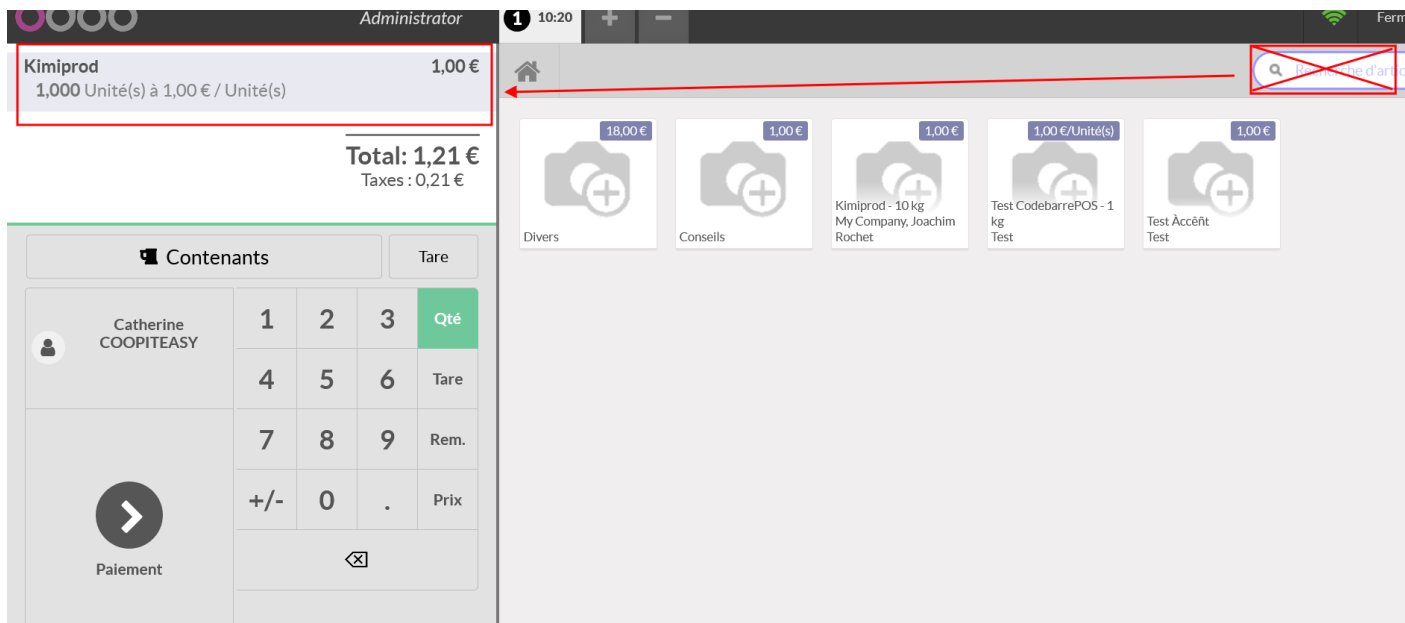 Administrator
1 10:20 + −
Ferm
Kimiprod 1,00 €
1,000 Unité(s) à 1,00 € / Unité(s)
Recherche d'artic
Total: 1,21 €
Taxes : 0,21 €
18,00 €
Divers
1,00 €
Conseils
1,00 €
Kimiprod - 10 kg
My Company, Joachim
Rochet
1,00 €/Unité(s)
Test CodebarrePOS - 1
kg
Test
1,00 €
Test Àccêñt
Test
Contenants
Tare
Catherine
COOPITEASY
1 2 3 Qté
4 5 6 Tare
7 8 9 Rem.
+/- 0 . Prix
Paiement